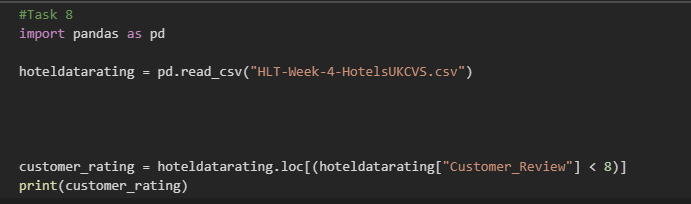 #Task 8
import pandas as pd
hoteldatarating = pd.read_csv("HLT-Week-4-HotelsUKCVS.csv")
customer_rating = hoteldatarating.loc[(hoteldatarating["Customer_Review"] < 8)]
print(customer_rating)